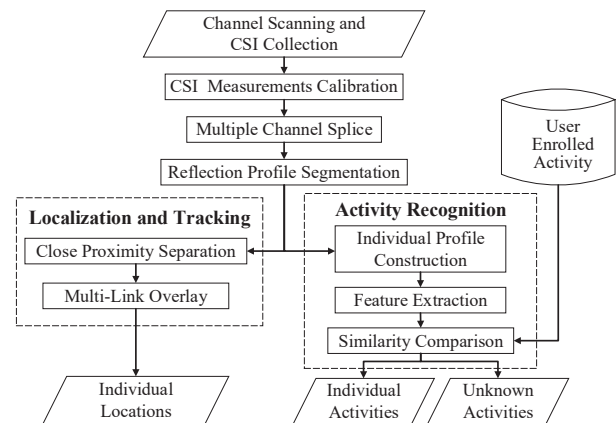 Channel Scanning and
CSI Collection
CSI Measurements Calibration
Multiple Channel Splice
Reflection Profile Segmentation
User
Enrolled
Activity
Localization and Tracking
Close Proximity Separation
Multi-Link Overlay
Activity Recognition
Individual Profile
Construction
Feature Extraction
Similarity Comparison
Individual
Locations
Individual
Activities
Unknown
Activities